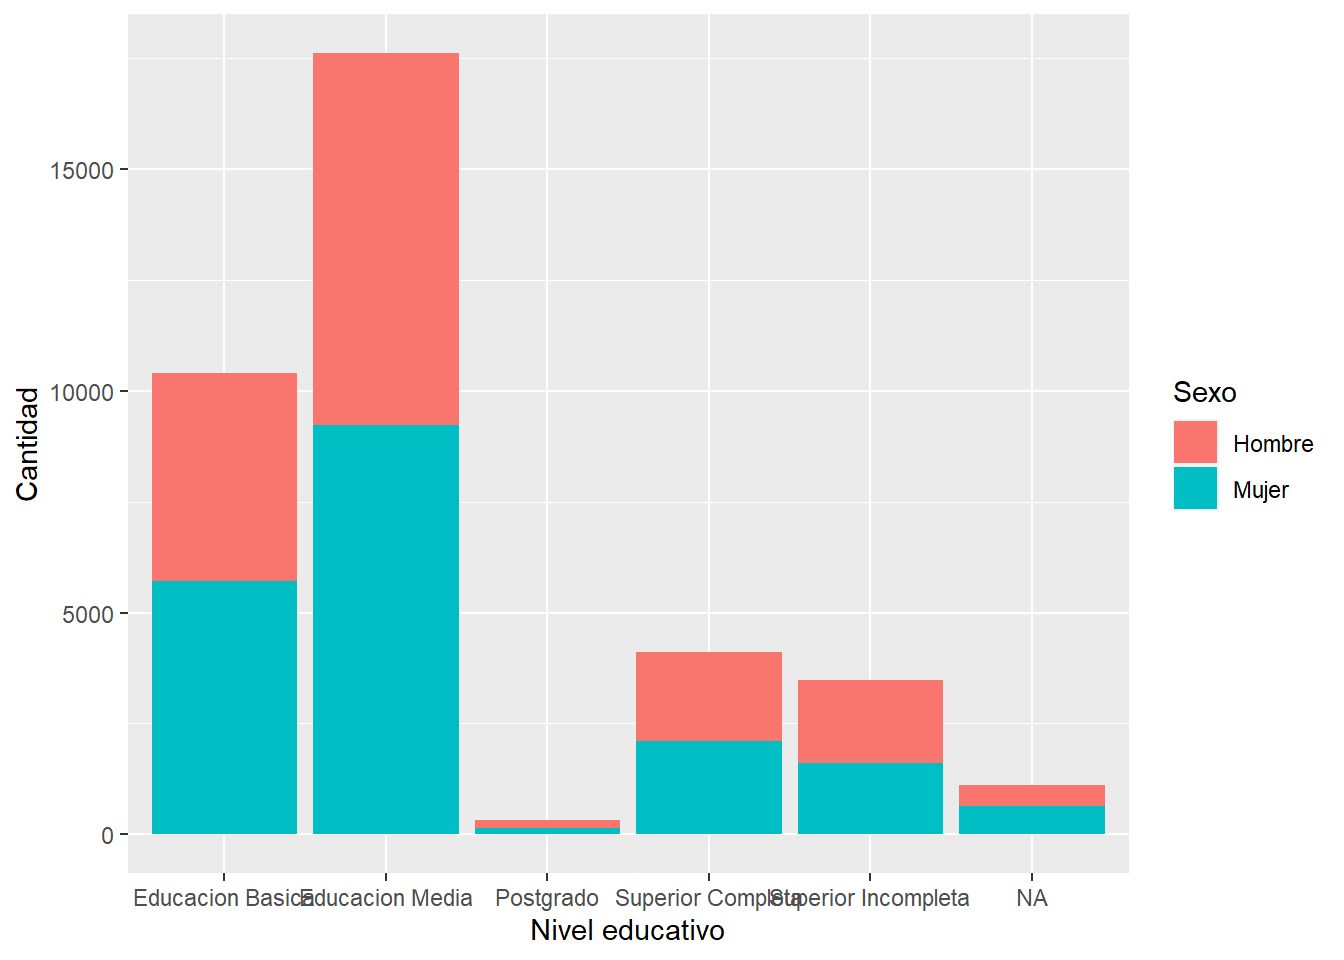 15000
10000
5000
0
Cantidad
Educacion Basica Educacion Media Postgrado Superior Completa Superior Incompleta NA
Nivel educativo
Sexo
Hombre
Mujer